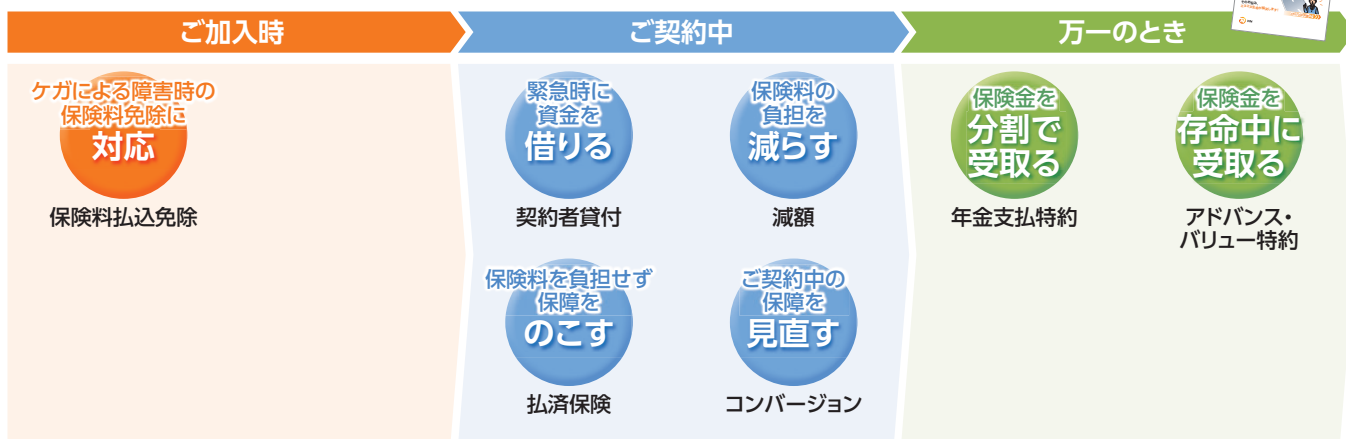 ご加入時
ケガによる障害時の
保険料免除に
対応
保険料払込免除
ご契約中
緊急時に
資金を
借りる
契約者貸付
保険料の
負担を
減らす
減額
保険料を負担せず
保障を
のこす
払済保険
ご契約中の
保障を
見直す
コンバージョン
万一のとき
保険金を
分割で
受取る
年金支払特約
保険金を
存命中に
受取る
アドバンス・
バリュー特約